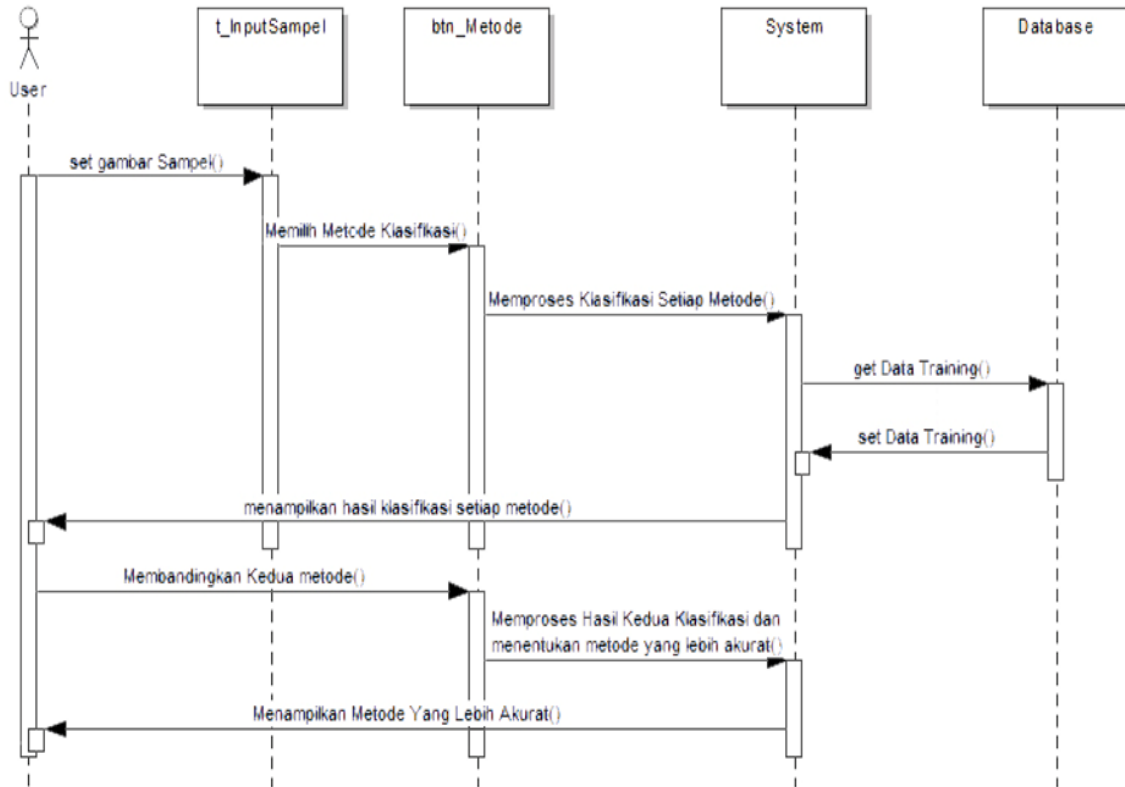 t_InputSampel
btn_Metode
System
Database
User
set gambar Sampel()
Memilih Metode Klasifikasi()
Memproses Klasifikasi Setiap Metode()
get Data Training()
set Data Training()
menampilkan hasil klasifikasi setiap metode()
Membandingkan Kedua metode()
Memproses Hasil Kedua Klasifikasi dan
menentukan metode yang lebih akurat()
Menampilkan Metode Yang Lebih Akurat()